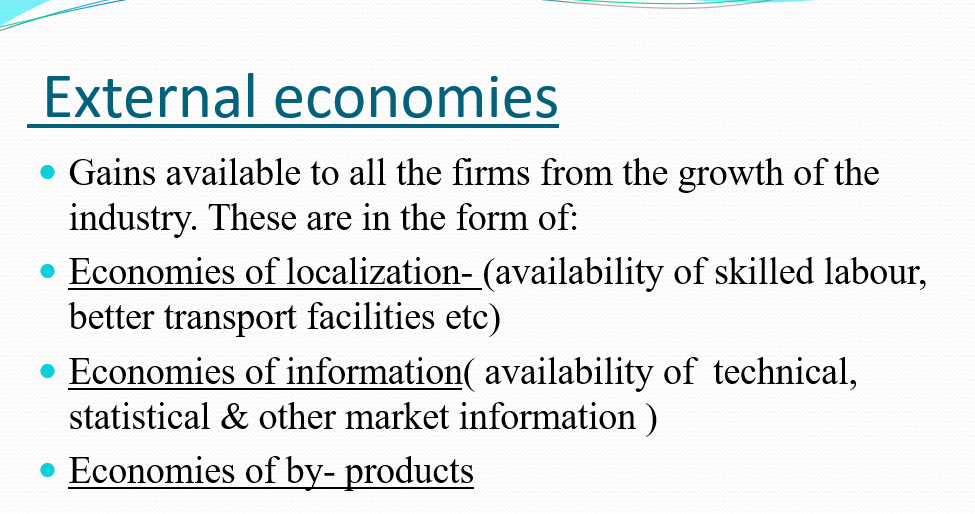 External economies
Gains available to all the firms from the growth of the
industry. These are in the form of:
Economies of localization- (availability of skilled labour,
better transport facilities etc)
Economies of information( availability of  technical,
statistical & other market information )
Economies of by- products